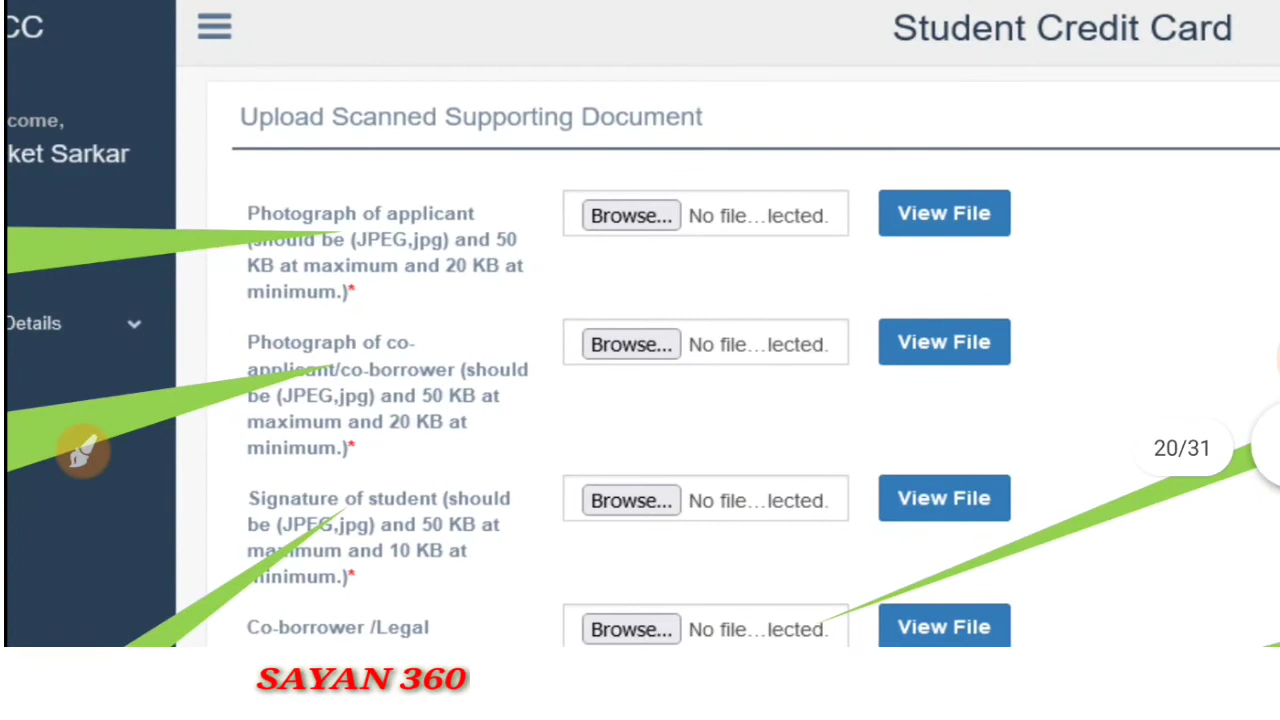 CC
Student Credit Card
come,
ket Sarkar
Details
Upload Scanned Supporting Document
Photograph of applicant
(should be (JPEG,jpg) and 50
KB at maximum and 20 KB at
minimum.)*
Browse... No file...lected.
View File
Photograph of co-
applicant/co-borrower (should
be (JPEG,jpg) and 50 KB at
maximum and 20 KB at
minimum.)*
Browse... No file...lected.
View File
20/31
Signature of student (should
be (JPEG,jpg) and 50 KB at
maximum and 10 KB at
minimum.)*
Browse... No file...lected.
View File
Co-borrower /Legal
Browse... No file...lected.
View File
SAYAN 360